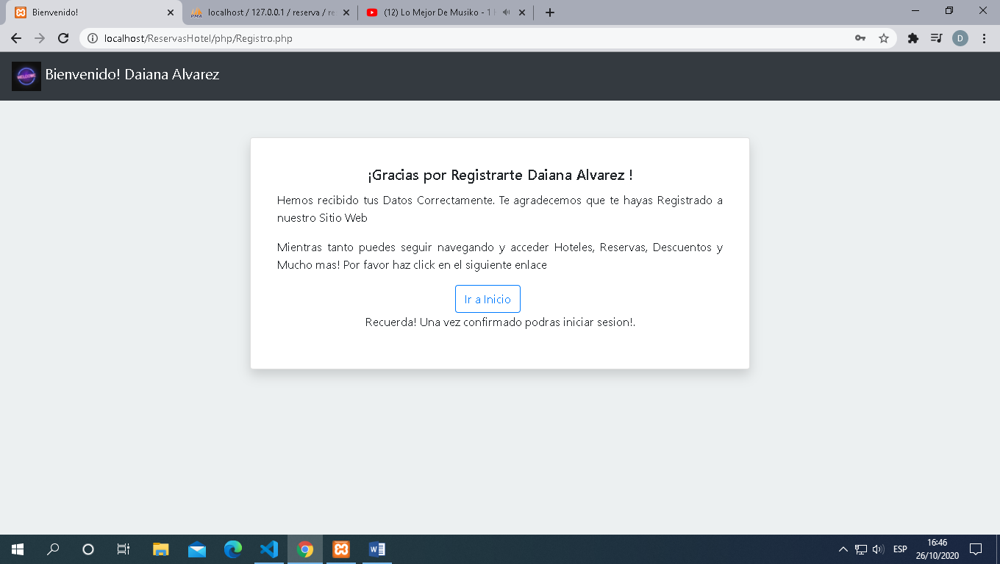 Bienvenido!
localhost / 127.0.0.1 / reserva / re
(12) Lo Mejor De Musiko - 1 H
localhost/ReservasHotel/php/Registro.php
D
WELCOME
Bienvenido! Daiana Alvarez
¡Gracias por Registrarte Daiana Alvarez !
Hemos recibido tus Datos Correctamente. Te agradecemos que te hayas Registrado a
nuestro Sitio Web
Mientras tanto puedes seguir navegando y acceder Hoteles, Reservas, Descuentos y
Mucho mas! Por favor haz click en el siguiente enlace
Ir a Inicio
Recuerda! Una vez confirmado podras iniciar sesion!.
ESP
16:46
26/10/2020